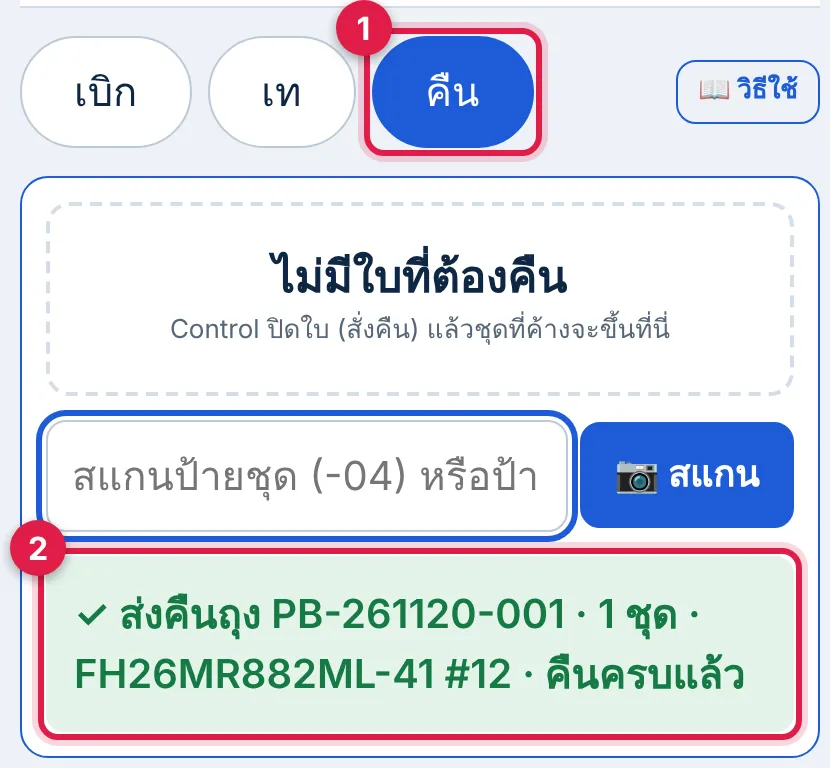 1
เบิก เท คืน 📖 วิธีใช้
ไม่มีใบที่ต้องคืน
Control ปิดใบ (สั่งคืน) แล้วชุดที่ค้างจะขึ้นที่นี่
สแกนป้ายชุด (-04) หรือป้า
📷 สแกน
2
✓ ส่งคืนถุง PB-261120-001 · 1 ชุด ·
FH26MR882ML-41 #12 · คืนครบแล้ว